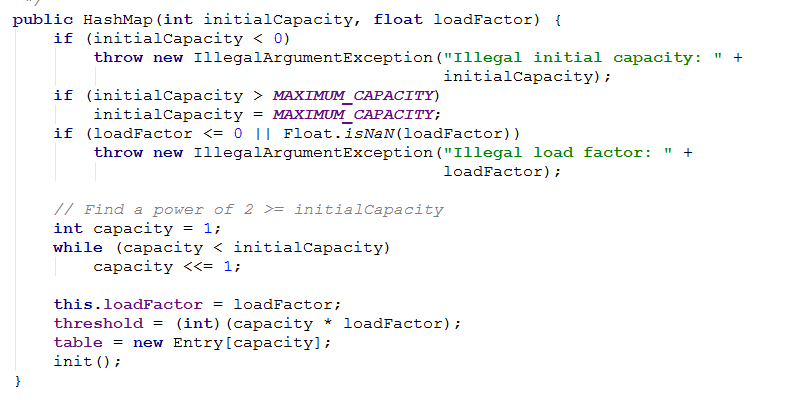 */
public HashMap(int initialCapacity, float loadFactor) {
    if (initialCapacity < 0)
        throw new IllegalArgumentException("Illegal initial capacity: " +
                                           initialCapacity);
    if (initialCapacity > MAXIMUM_CAPACITY)
        initialCapacity = MAXIMUM_CAPACITY;
    if (loadFactor <= 0 || Float.isNaN(loadFactor))
        throw new IllegalArgumentException("Illegal load factor: " +
                                           loadFactor);

    // Find a power of 2 >= initialCapacity
    int capacity = 1;
    while (capacity < initialCapacity)
        capacity <<= 1;

    this.loadFactor = loadFactor;
    threshold = (int)(capacity * loadFactor);
    table = new Entry[capacity];
    init();
}